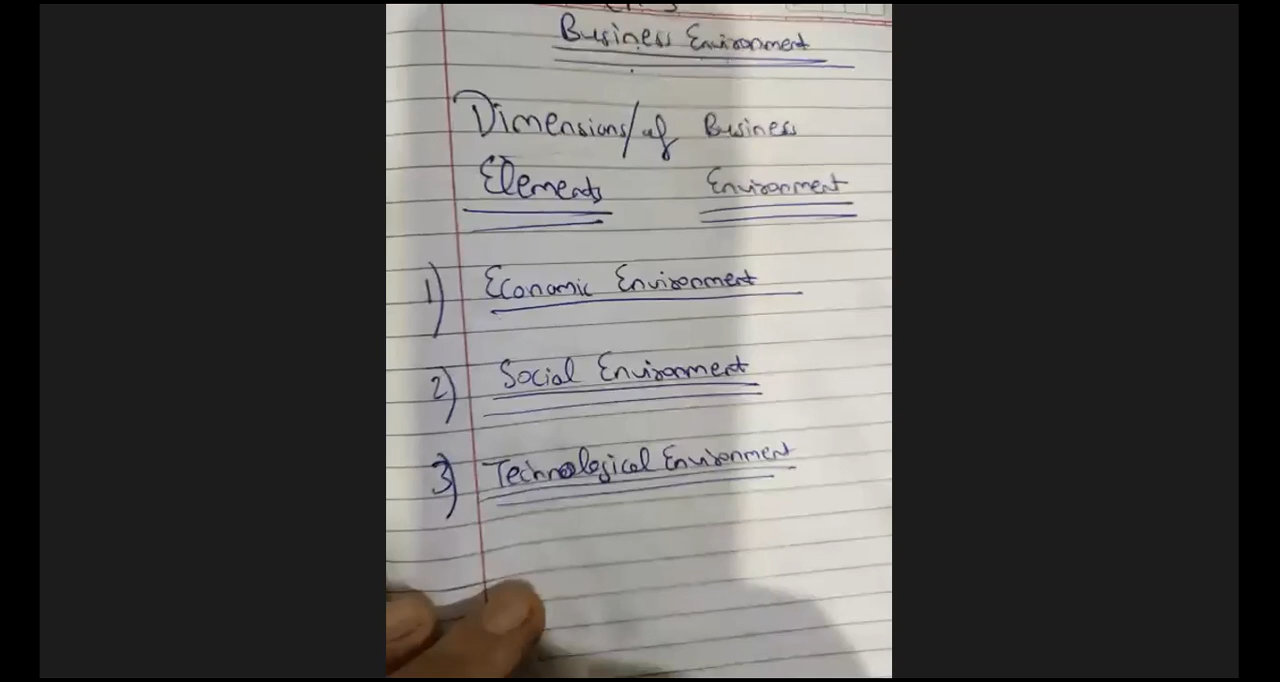 Business Environment
Dimensions/of Business
Elements Environment
1) Economic Environment
2) Social Environment
3) Technological Environment